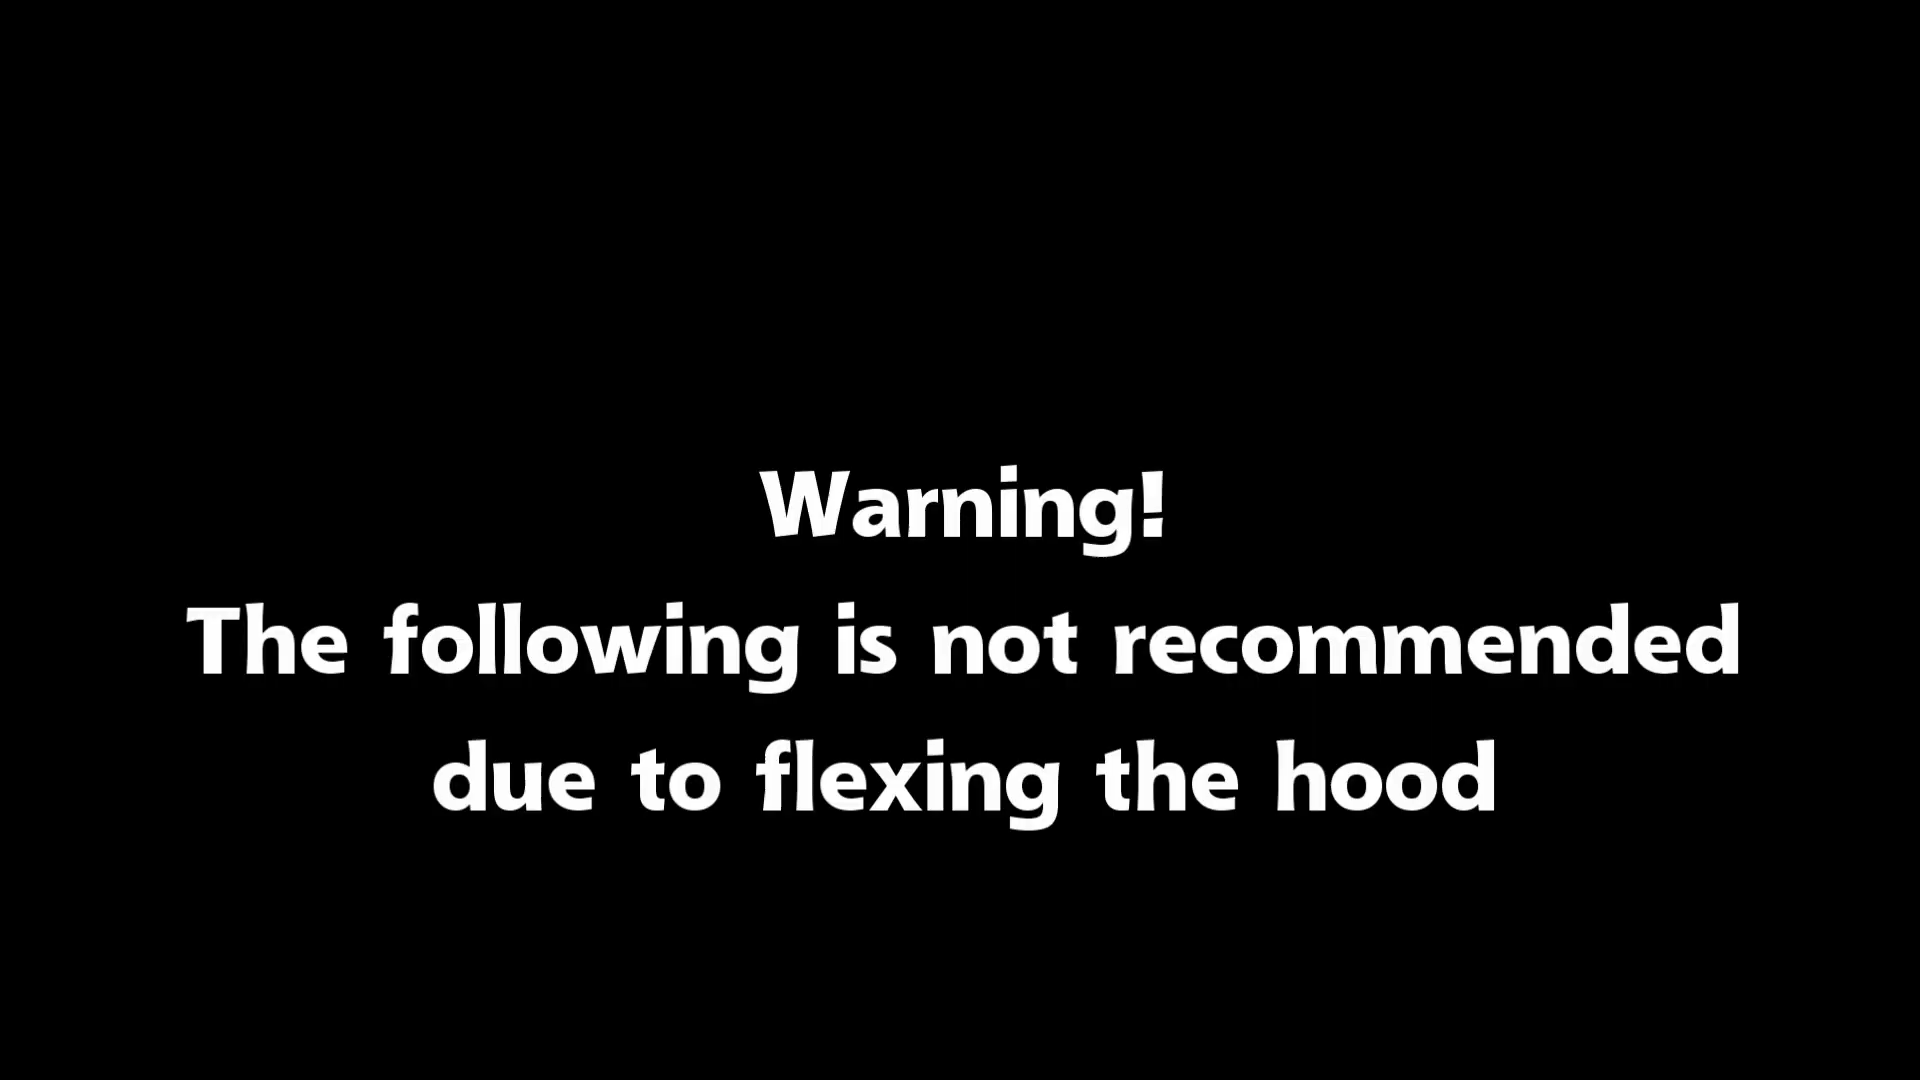 Warning!
The following is not recommended
due to flexing the hood